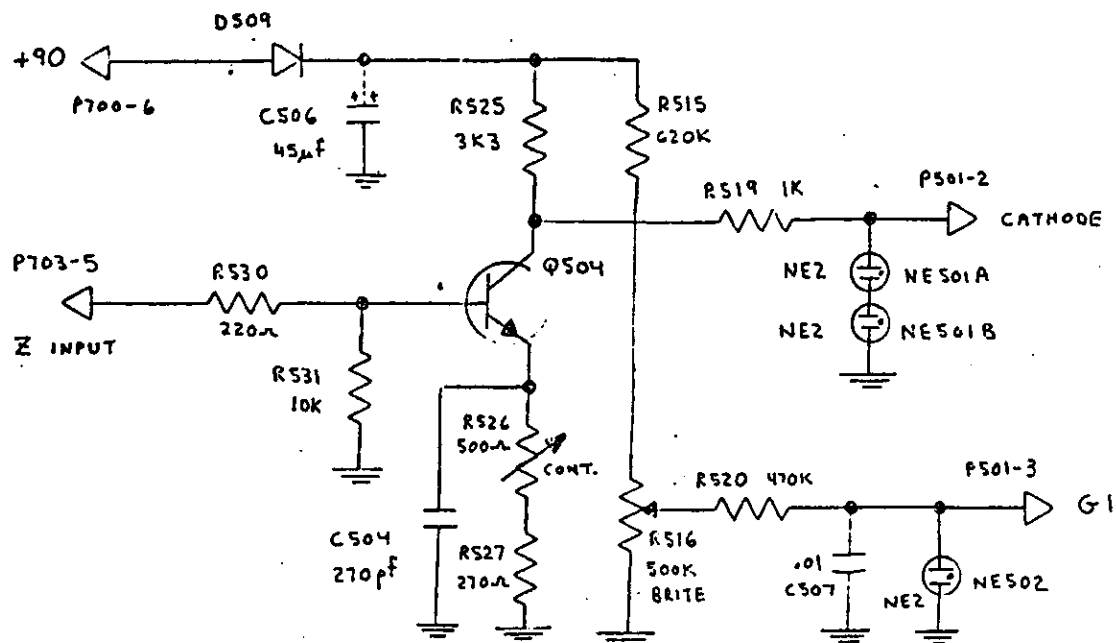 D509
+90
P700-6
C506
45µf
R525
3K3
R515
620K
R519 1K
P501-2
CATHODE
NE2
NE501A
NE2
NE501B
P703-5
Z INPUT
R530
220Ω
Q504
R531
10K
R526
500Ω
CONT.
C504
270pf
R527
270Ω
R516
500K
BRITE
R520 470K
P501-3
G1
.01
C507
NE2
NE502